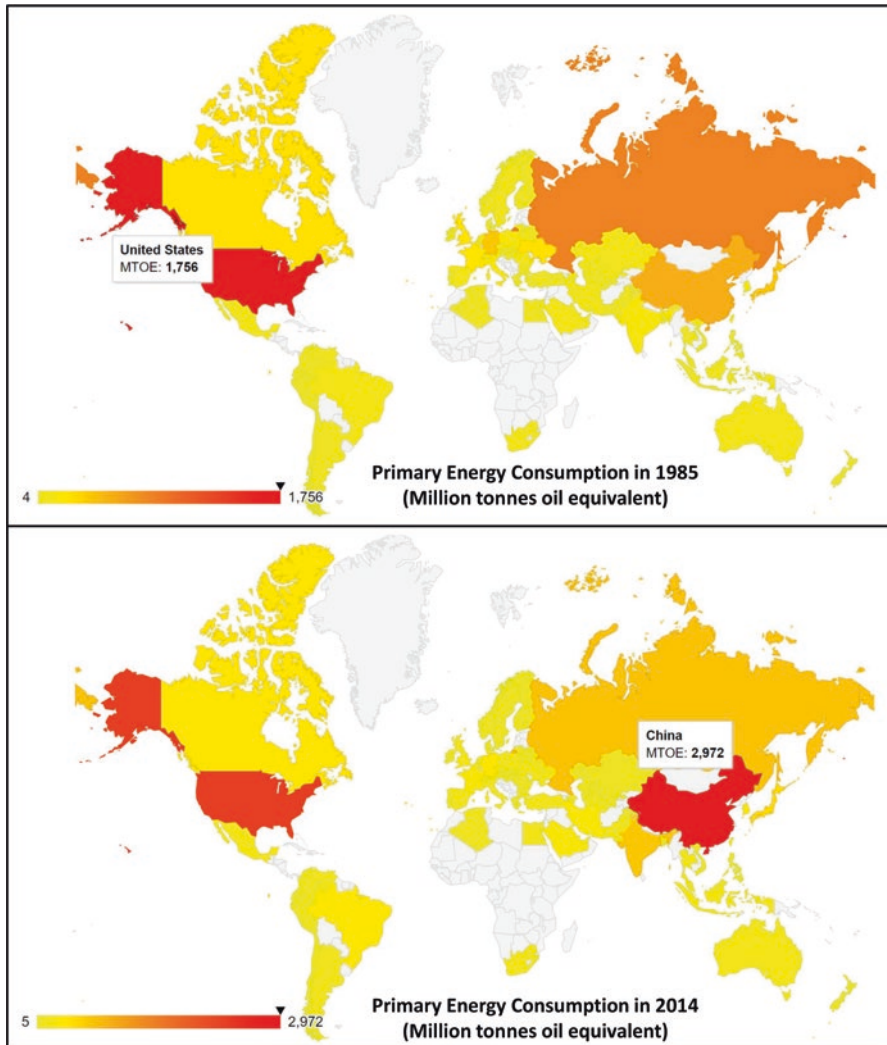 United States
MTOE: 1,756
Primary Energy Consumption in 1985
(Million tonnes oil equivalent)
4 1,756
China
MTOE: 2,972
Primary Energy Consumption in 2014
(Million tonnes oil equivalent)
5 2,972